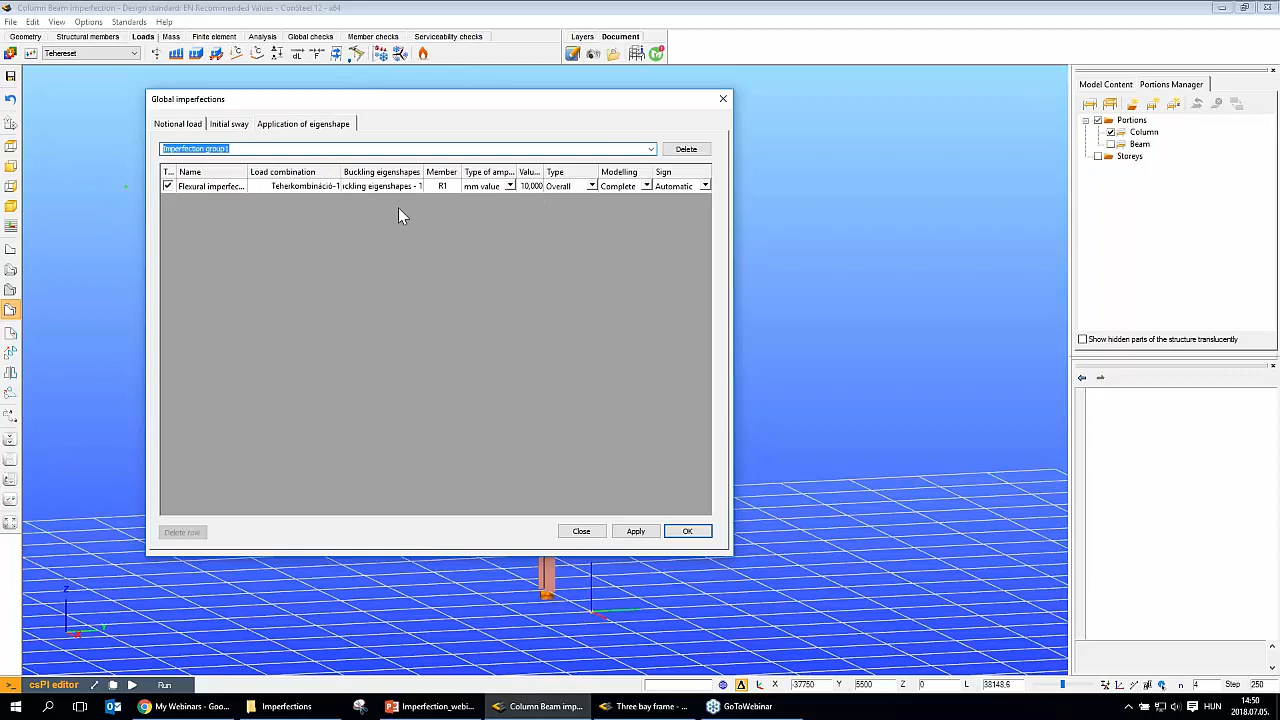 Column Beam imperfection - Design standard: EN Recommended Values - ConSteel 12 - x64
File Edit View Options Standards Help
Geometry Structural members Loads Mass Finite element Analysis Global checks Member checks Serviceability checks Layers Document
Tehereset
Global imperfections
Notional load Initial sway Application of eigenshape
Imperfection group1 Delete
T... Name Load combination Buckling eigenshapes Member Type of amp... Valu... Type Modelling Sign
Flexural imperfec... Teherkombináció-1 uckling eigenshapes - 1 R1 mm value 10,000 Overall Complete Automatic
Delete row Close Apply OK
Model Content Portions Manager
Portions
Column
Beam
Storeys
Show hidden parts of the structure translucently
Z
Y
csPI editor Run X -37750 Y 5500 Z 0 L 38148,6 n 4 Step 250
My Webinars - Goo... Imperfections Imperfection_webi... Column Beam imp... Three bay frame - ... GoToWebinar HUN 14:50
2018.07.05.